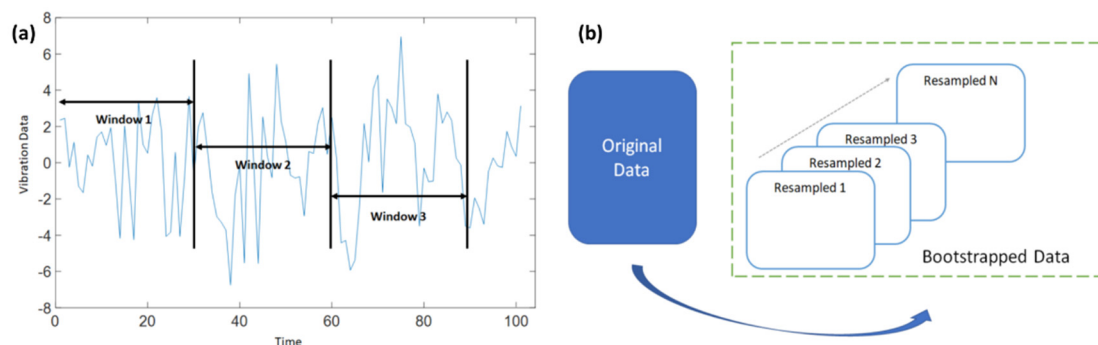 (a)
8
6
4
2
0
-2
-4
-6
-8
Vibration Data
Window 1
Window 2
Window 3
0
20
40
60
80
100
Time
(b)
Original
Data
Resampled N
Resampled 3
Resampled 2
Resampled 1
Bootstrapped Data